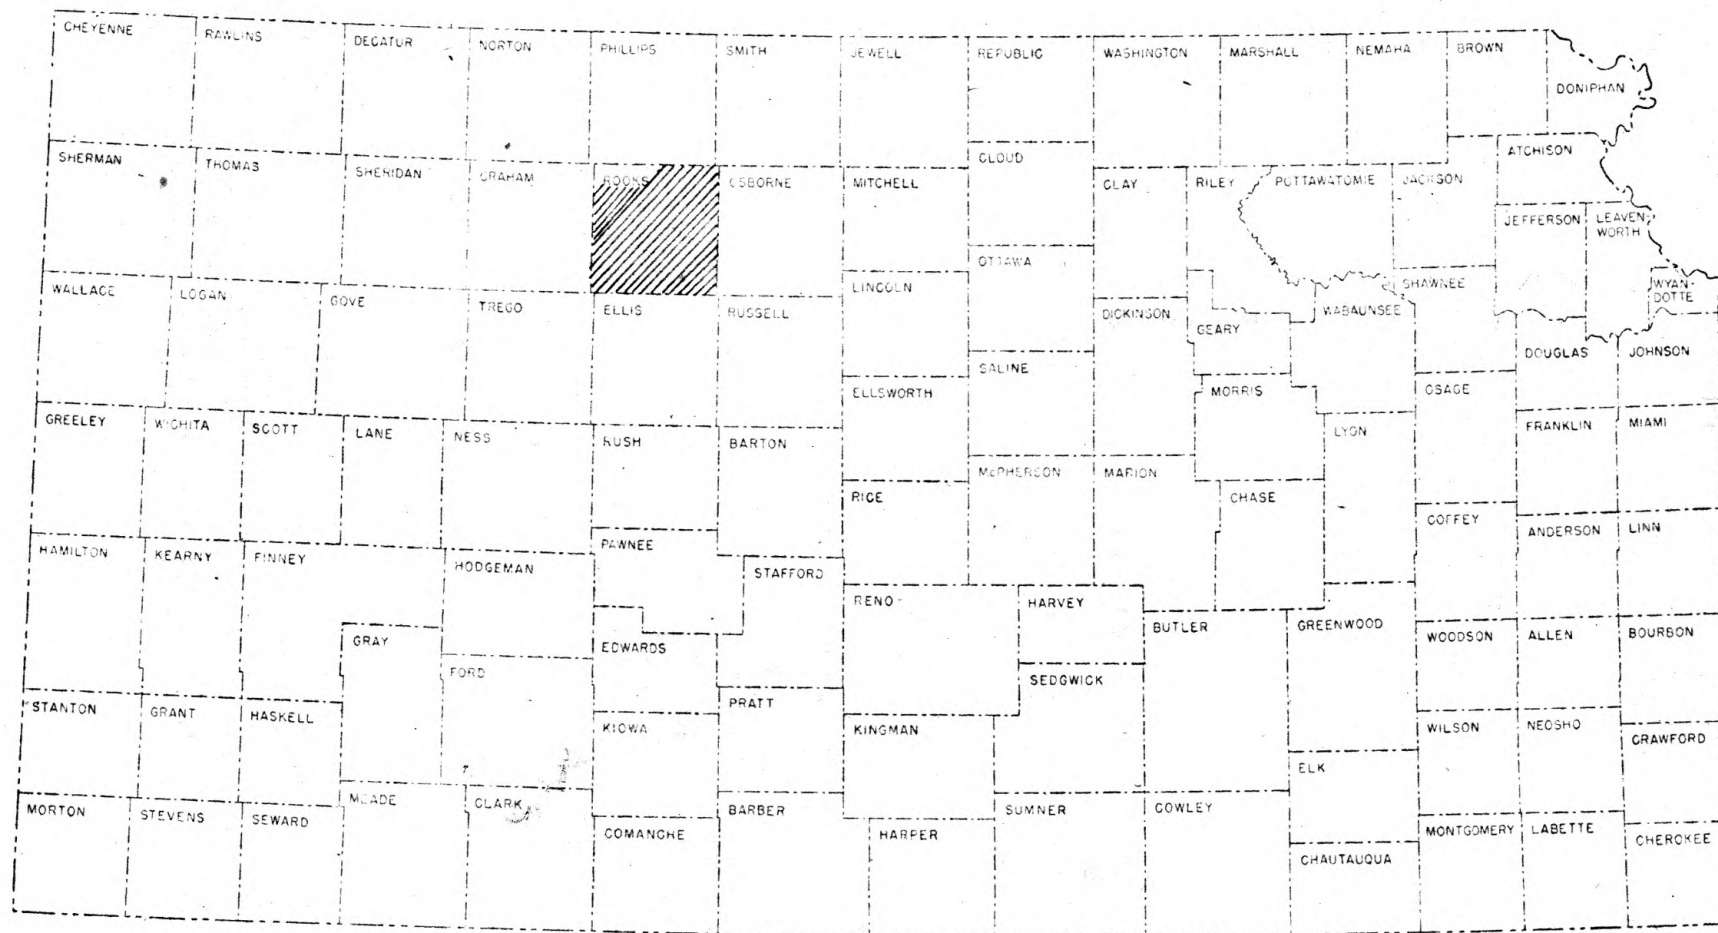 CHEYENNE
RAWLINS
DECATUR
NORTON
PHILLIPS
SMITH
JEWELL
REPUBLIC
WASHINGTON
MARSHALL
NEMAHA
BROWN
DONIPHAN
SHERMAN
THOMAS
SHERIDAN
GRAHAM
ROOKS
OSBORNE
MITCHELL
CLOUD
CLAY
RILEY
POTTAWATOMIE
JACKSON
ATCHISON
JEFFERSON
LEAVEN-
WORTH
WALLACE
LOGAN
GOVE
TREGO
ELLIS
RUSSELL
LINCOLN
OTTAWA
DICKINSON
GEARY
WABAUNSEE
SHAWNEE
WYAN-
DOTTE
DOUGLAS
JOHNSON
ELLSWORTH
SALINE
MORRIS
OSAGE
GREELEY
WICHITA
SCOTT
LANE
NESS
RUSH
BARTON
RICE
McPHERSON
MARION
CHASE
LYON
FRANKLIN
MIAMI
HAMILTON
KEARNY
FINNEY
HODGEMAN
PAWNEE
STAFFORD
COFFEY
ANDERSON
LINN
RENO
HARVEY
BUTLER
GREENWOOD
GRAY
FORD
EDWARDS
WOODSON
ALLEN
BOURBON
STANTON
GRANT
HASKELL
KIOWA
PRATT
KINGMAN
SEDGWICK
WILSON
NEOSHO
CRAWFORD
ELK
MORTON
STEVENS
SEWARD
MEADE
CLARK
COMANCHE
BARBER
HARPER
SUMNER
COWLEY
CHAUTAUQUA
MONTGOMERY
LABETTE
CHEROKEE